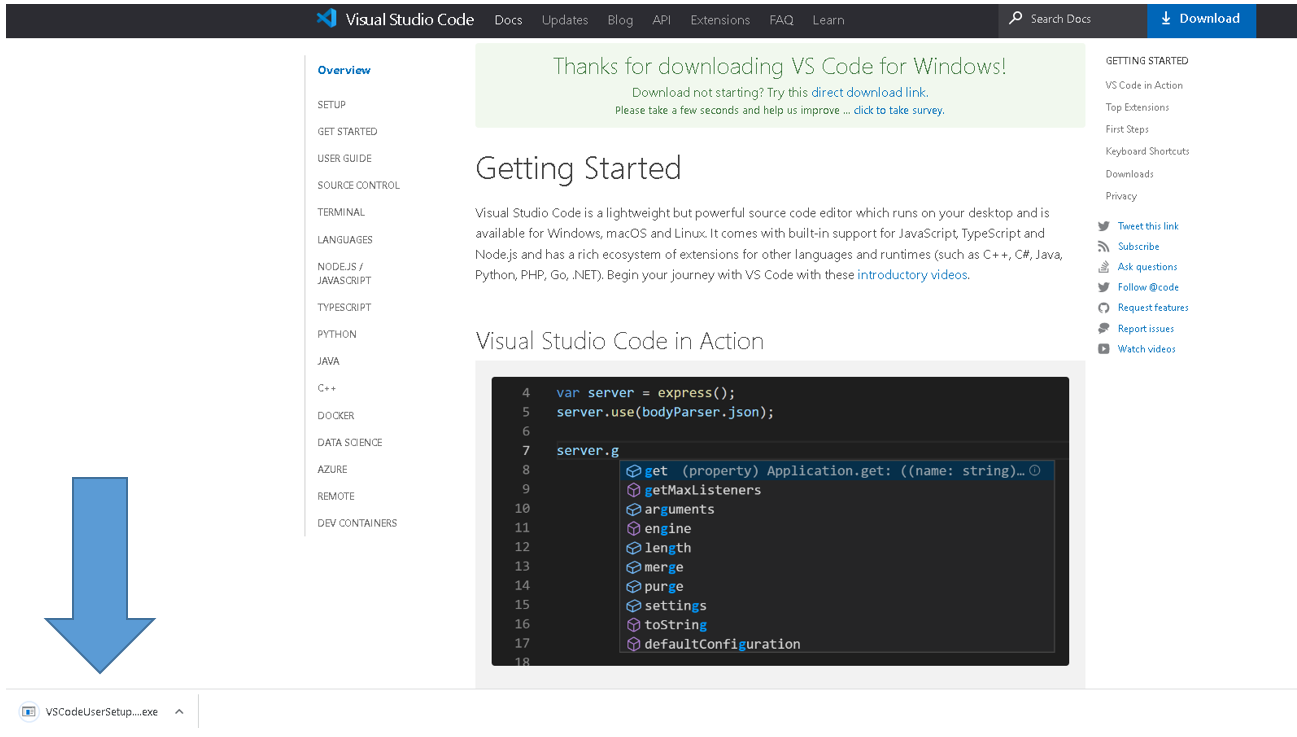 Visual Studio Code Docs Updates Blog API Extensions FAQ Learn Search Docs Download
Overview
SETUP
GET STARTED
USER GUIDE
SOURCE CONTROL
TERMINAL
LANGUAGES
NODE.JS /
JAVASCRIPT
TYPESCRIPT
PYTHON
JAVA
C++
DOCKER
DATA SCIENCE
AZURE
REMOTE
DEV CONTAINERS
Thanks for downloading VS Code for Windows!
Download not starting? Try this direct download link.
Please take a few seconds and help us improve ... click to take survey.
Getting Started
Visual Studio Code is a lightweight but powerful source code editor which runs on your desktop and is
available for Windows, macOS and Linux. It comes with built-in support for JavaScript, TypeScript and
Node.js and has a rich ecosystem of extensions for other languages and runtimes (such as C++, C#, Java,
Python, PHP, Go, .NET). Begin your journey with VS Code with these introductory videos.
Visual Studio Code in Action
4 var server = express();
5 server.use(bodyParser.json);
6
7 server.g
8 get (property) Application.get: ((name: string)...
9 getMaxListeners
10 arguments
11 engine
12 length
13 merge
14 purge
15 settings
16 toString
17 defaultConfiguration
18
GETTING STARTED
VS Code in Action
Top Extensions
First Steps
Keyboard Shortcuts
Downloads
Privacy
Tweet this link
Subscribe
Ask questions
Follow @code
Request features
Report issues
Watch videos
VSCodeUserSetup....exe